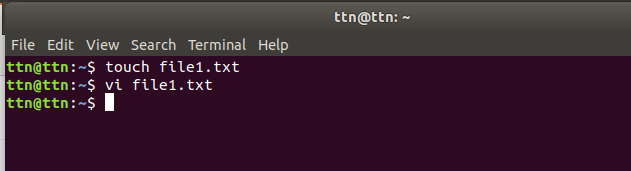 ttn@ttn: ~
File Edit View Search Terminal Help
ttn@ttn:~$ touch file1.txt
ttn@ttn:~$ vi file1.txt
ttn@ttn:~$